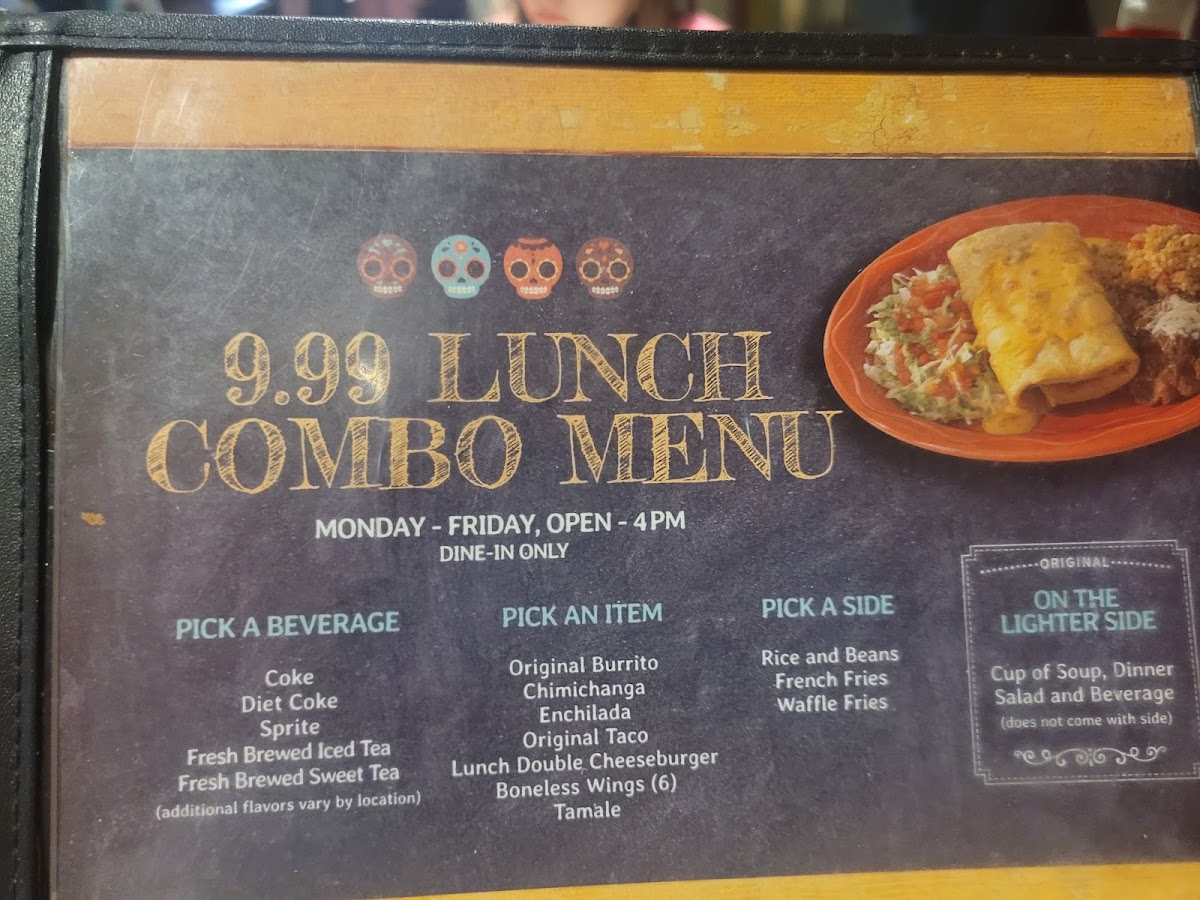 9.99 LUNCH
COMBO MENU
MONDAY - FRIDAY, OPEN - 4 PM
DINE-IN ONLY
PICK A BEVERAGE
Coke
Diet Coke
Sprite
Fresh Brewed Iced Tea
Fresh Brewed Sweet Tea
(additional flavors vary by location)
PICK AN ITEM
Original Burrito
Chimichanga
Enchilada
Original Taco
Lunch Double Cheeseburger
Boneless Wings (6)
Tamale
PICK A SIDE
Rice and Beans
French Fries
Waffle Fries
ORIGINAL
ON THE
LIGHTER SIDE
Cup of Soup, Dinner
Salad and Beverage
(does not come with side)